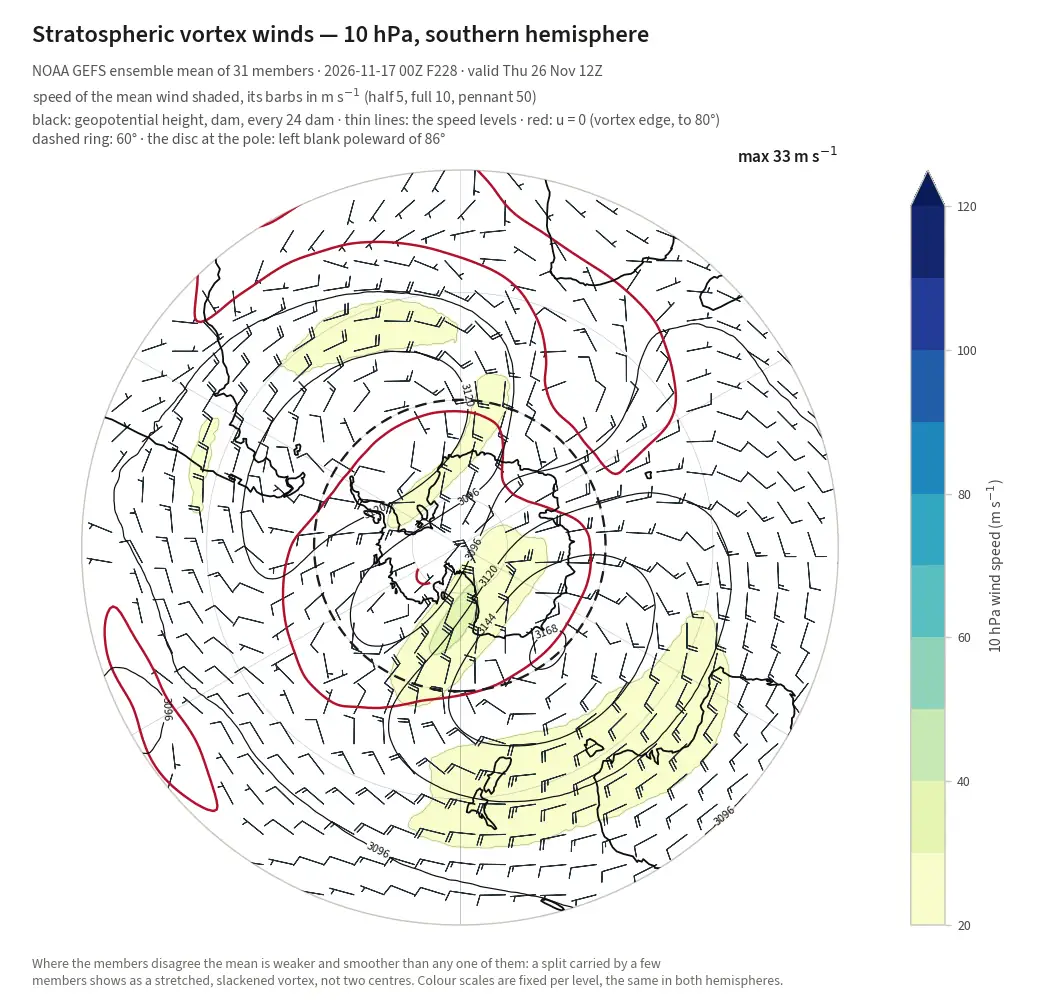 Stratospheric vortex winds — 10 hPa, southern hemisphere
NOAA GEFS ensemble mean of 31 members · 2026-11-17 00Z F228 · valid Thu 26 Nov 12Z
speed of the mean wind shaded, its barbs in m s⁻¹ (half 5, full 10, pennant 50)
black: geopotential height, dam, every 24 dam · thin lines: the speed levels · red: u = 0 (vortex edge, to 80°)
dashed ring: 60° · the disc at the pole: left blank poleward of 86°
max 33 m s⁻¹
120
100
80
60
40
20
10 hPa wind speed (m s⁻¹)
3120
3096
3096
3120
3144
3168
3096
3096
3096
Where the members disagree the mean is weaker and smoother than any one of them: a split carried by a few
members shows as a stretched, slackened vortex, not two centres. Colour scales are fixed per level, the same in both hemispheres.